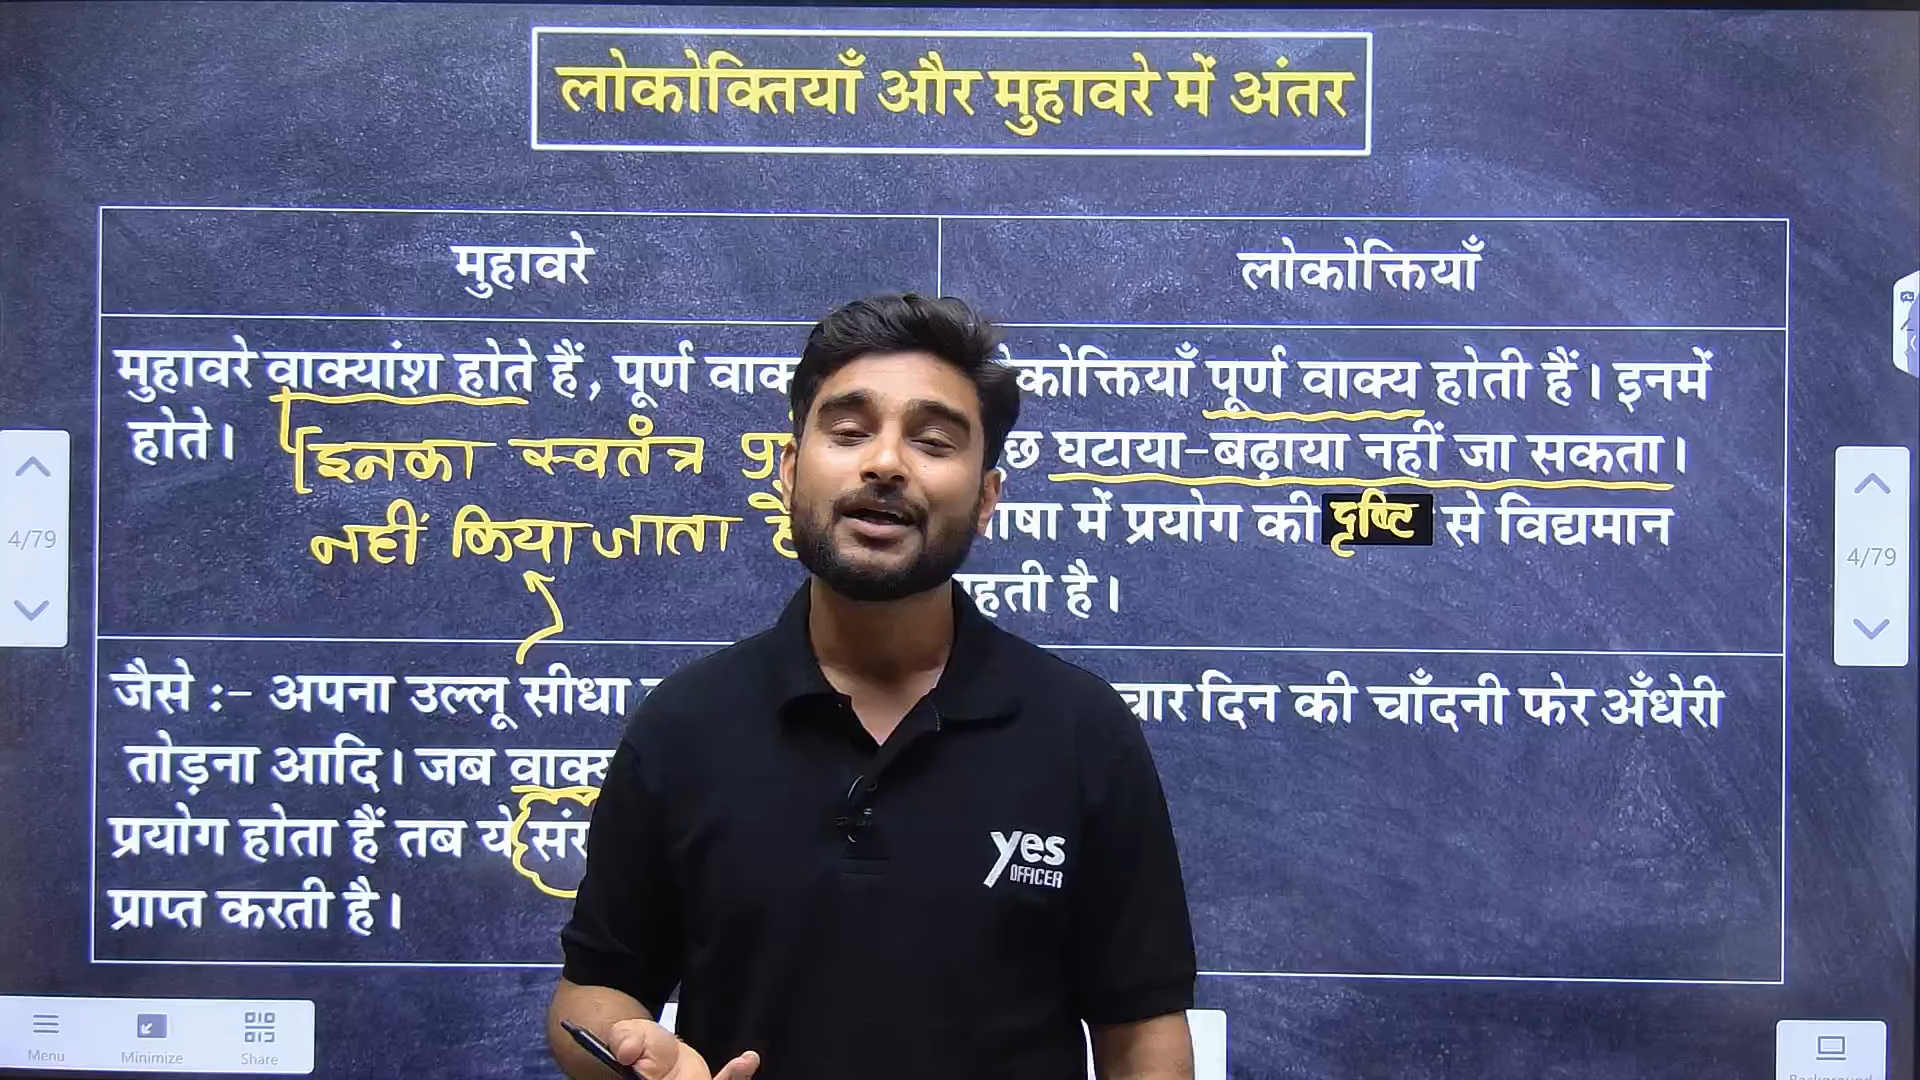 लोकोक्तियाँ और मुहावरे में अंतर
मुहावरे
लोकोक्तियाँ
मुहावरे वाक्यांश होते हैं, पूर्ण
होते।
इनका स्वतंत्र
नहीं किया जाता
पूर्ण वाक्य होती हैं। इनमें
घटाया-बढ़ाया नहीं जा सकता।
में प्रयोग की दृष्टि से विद्यमान
है।
जैसे :- अपना उल्लू सीधा
तोड़ना आदि। जब
प्रयोग होता हैं तब ये
प्राप्त करती है।
चार दिन की चाँदनी फेर अँधेरी
yes
OFFICER
4/79
4/79
Menu
Minimize
Share